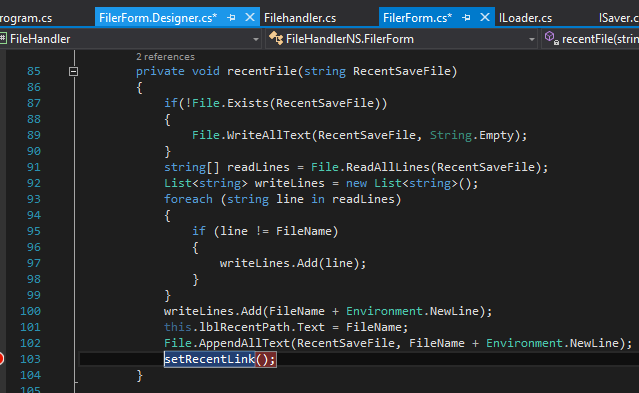 rogram.cs FilerForm.Designer.cs* Filehandler.cs FilerForm.cs* ILoader.cs ISaver.cs
FileHandler FileHandlerNS.FilerForm recentFile(strin
2 references
85 private void recentFile(string RecentSaveFile)
86 {
87 if(!File.Exists(RecentSaveFile))
88 {
89 File.WriteAllText(RecentSaveFile, String.Empty);
90 }
91 string[] readLines = File.ReadAllLines(RecentSaveFile);
92 List<string> writeLines = new List<string>();
93 foreach (string line in readLines)
94 {
95 if (line != FileName)
96 {
97 writeLines.Add(line);
98 }
99 }
100 writeLines.Add(FileName + Environment.NewLine);
101 this.lblRecentPath.Text = FileName;
102 File.AppendAllText(RecentSaveFile, FileName + Environment.NewLine);
103 setRecentLink();
104 }
105